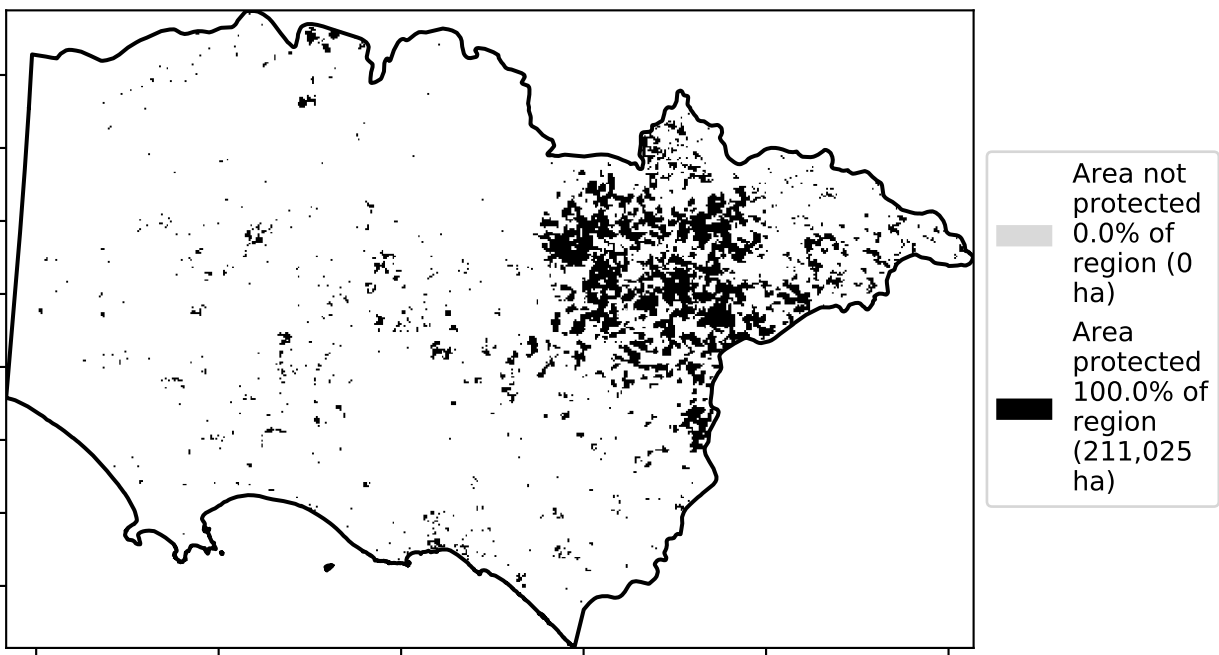 Area not
protected
0.0% of
region (0
ha)
Area
protected
100.0% of
region
(211,025
ha)